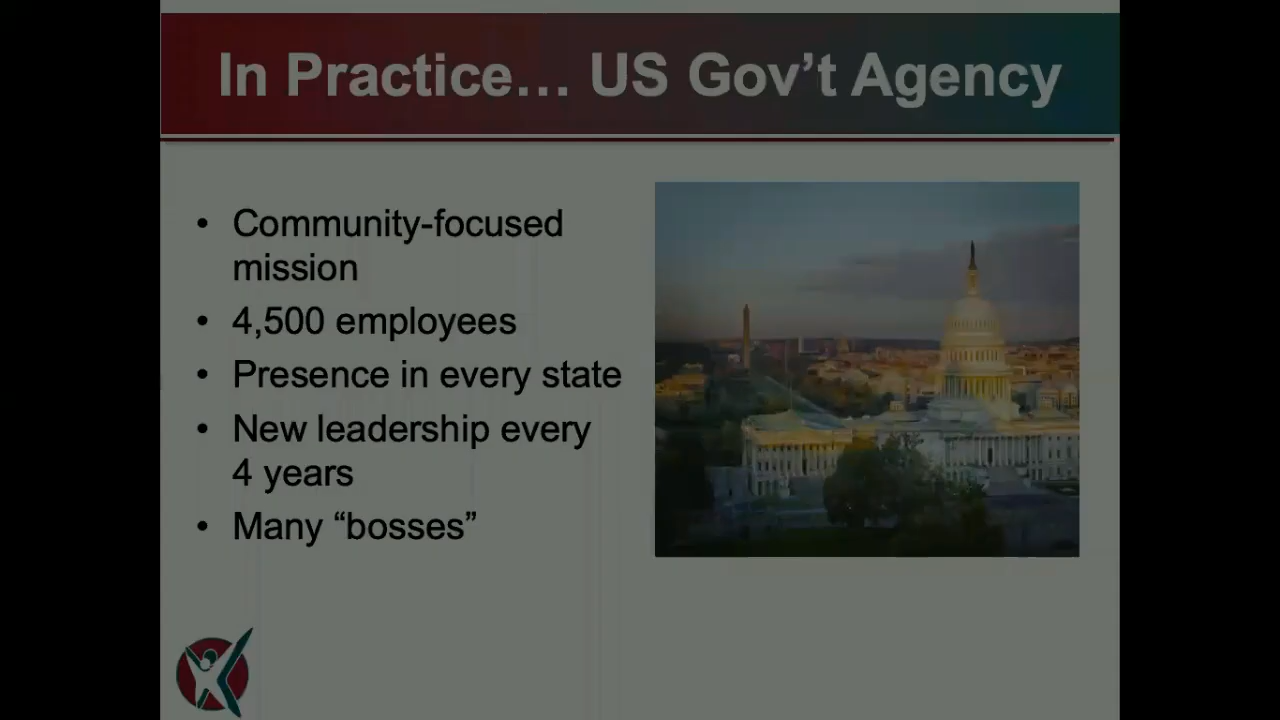 In Practice… US Gov’t Agency
• Community-focused
mission
• 4,500 employees
• Presence in every state
• New leadership every
4 years
• Many “bosses”